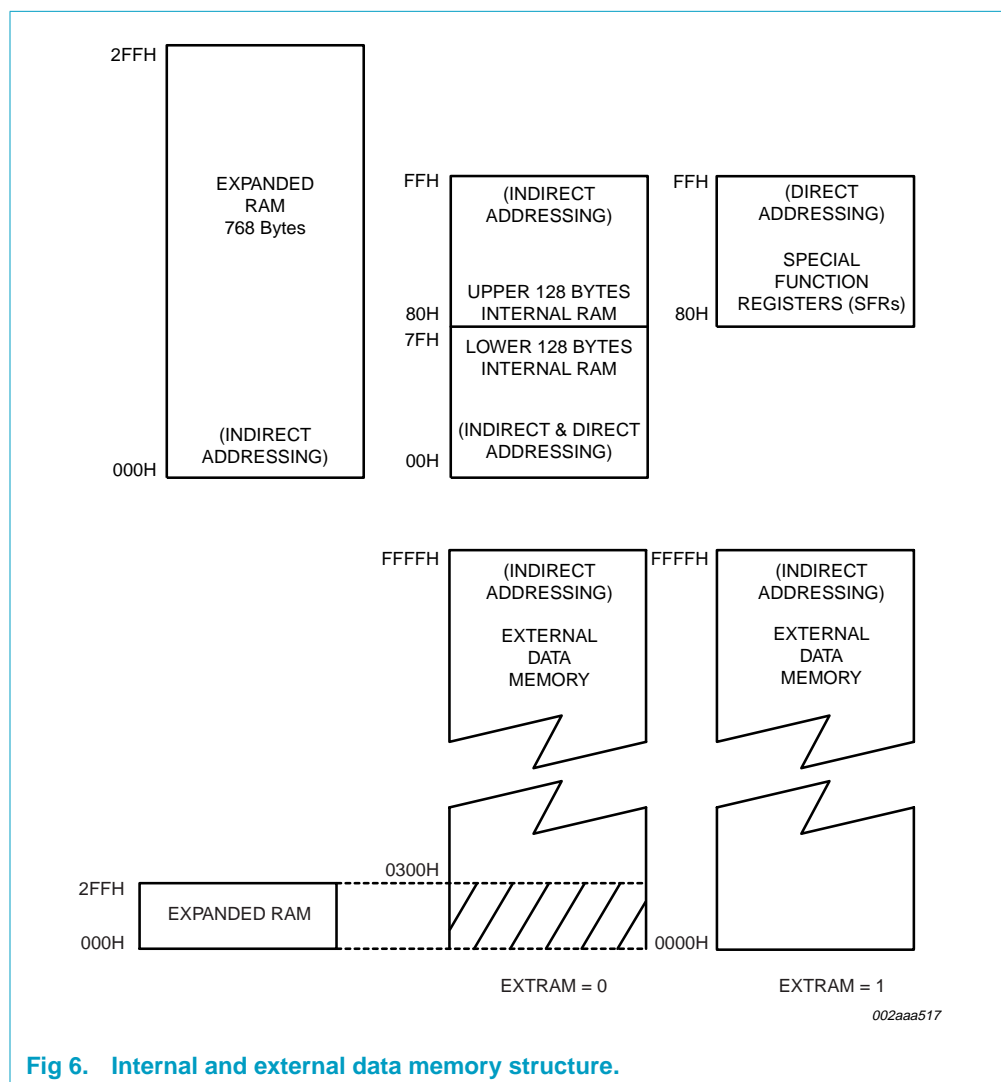 2FFH
EXPANDED
RAM
768 Bytes
(INDIRECT
ADDRESSING)
000H
FFH
(INDIRECT
ADDRESSING)
UPPER 128 BYTES
INTERNAL RAM
80H
7FH
LOWER 128 BYTES
INTERNAL RAM
(INDIRECT & DIRECT
ADDRESSING)
00H
FFH
(DIRECT
ADDRESSING)
SPECIAL
FUNCTION
REGISTERS (SFRs)
80H
FFFFH
(INDIRECT
ADDRESSING)
EXTERNAL
DATA
MEMORY
FFFFH
(INDIRECT
ADDRESSING)
EXTERNAL
DATA
MEMORY
2FFH
EXPANDED RAM
000H
0300H
0000H
EXTRAM = 0
EXTRAM = 1
002aaa517
Fig 6. Internal and external data memory structure.